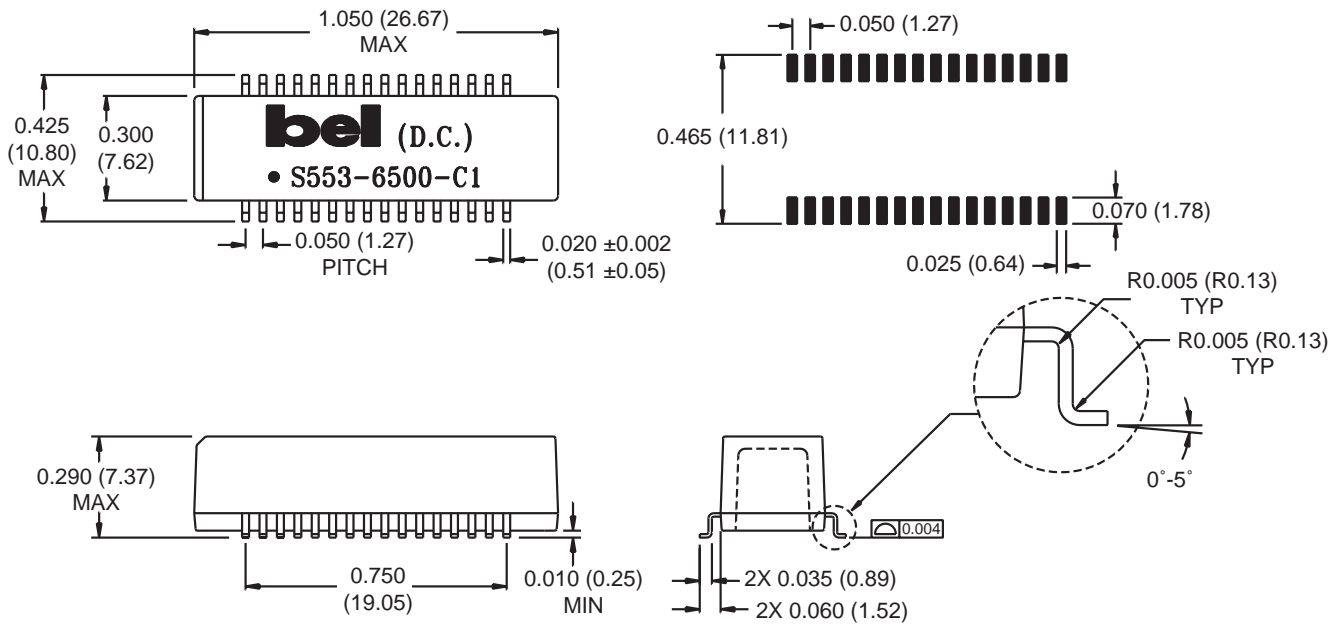 1.050 (26.67)
MAX
0.050 (1.27)
0.425
(10.80)
MAX
0.300
(7.62)
bel (D.C.)
S553-6500-C1
0.465 (11.81)
0.050 (1.27)
PITCH
0.020 ±0.002
(0.51 ±0.05)
0.070 (1.78)
0.025 (0.64)
R0.005 (R0.13)
TYP
R0.005 (R0.13)
TYP
0°-5°
0.290 (7.37)
MAX
0.004
0.750
(19.05)
0.010 (0.25)
MIN
2X 0.035 (0.89)
2X 0.060 (1.52)